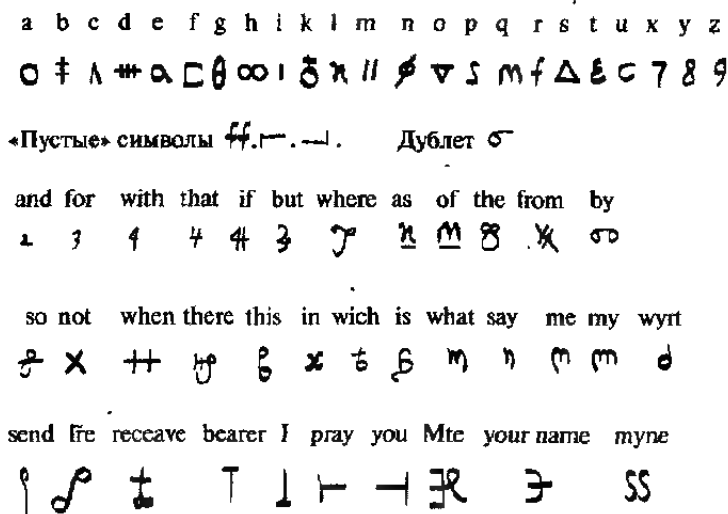 a b c d e f g h i k l m n o p q r s t u x y z
«Пустые» символы Дублет
and for with that if but where as of the from by
so not when there this in wich is what say me my wyrt
send lre receave bearer I pray you Mte your name myne